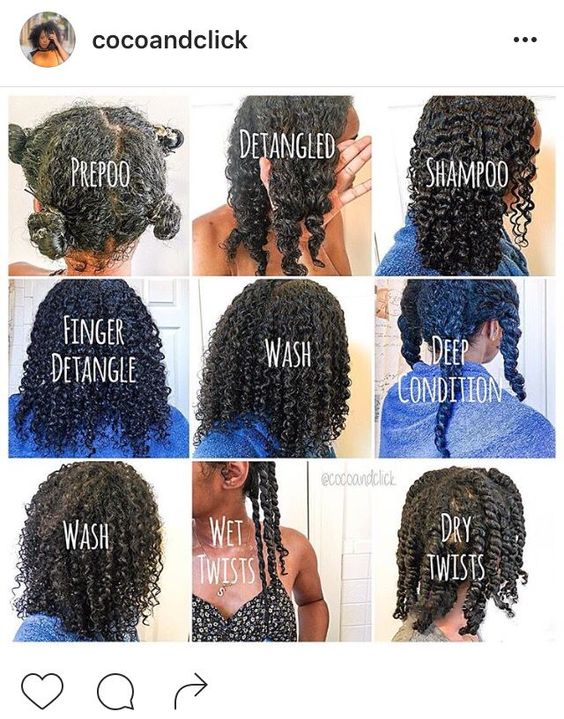 cocoandclick
PREPOO
DETANGLED
SHAMPOO
FINGER
DETANGLE
WASH
DEEP
CONDITION
WASH
@cocoandclick
WET
TWISTS
DRY
TWISTS